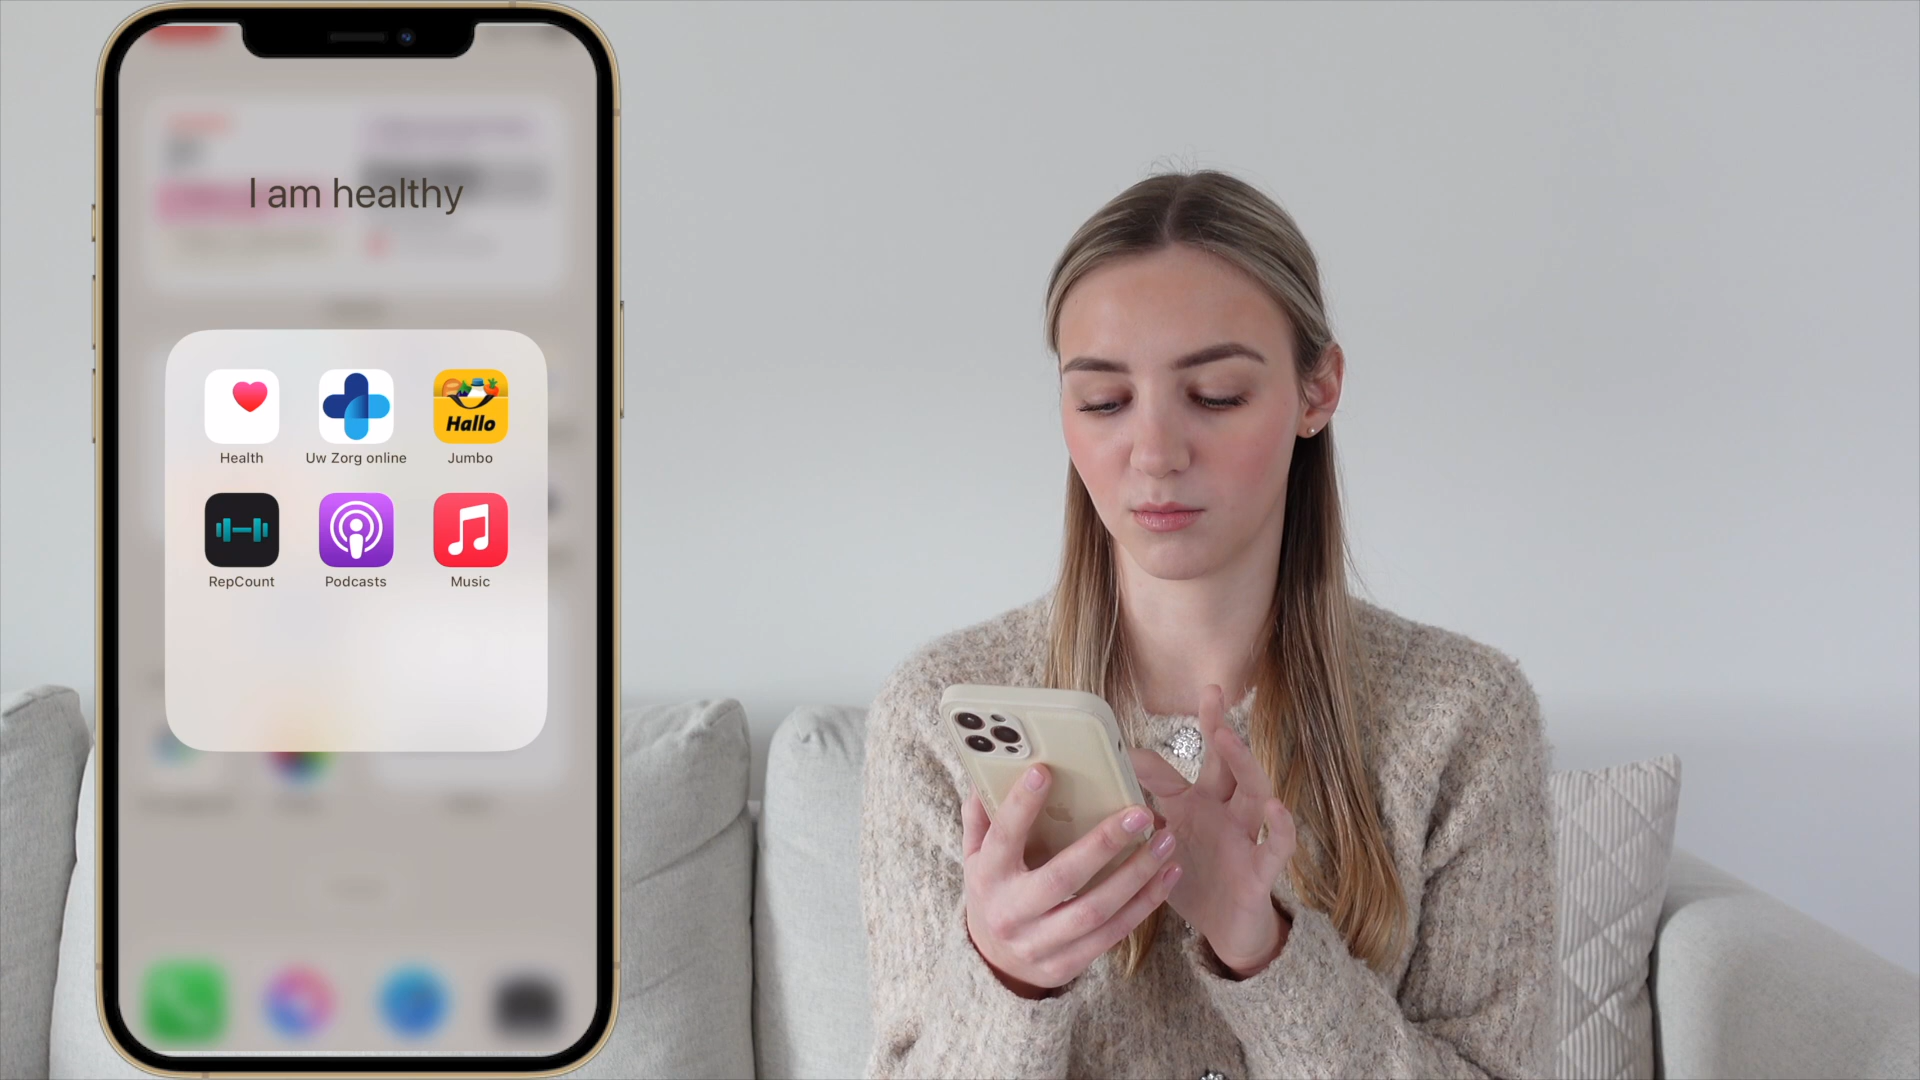 I am healthy
Hallo
Health
Uw Zorg online
Jumbo
RepCount
Podcasts
Music